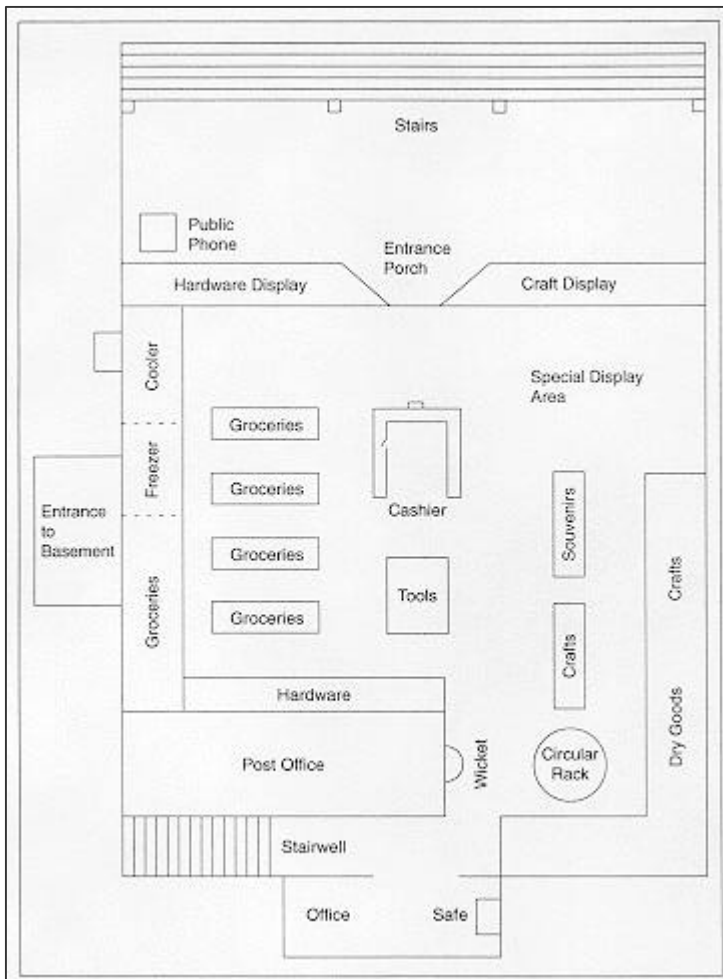 Stairs
Public
Phone
Entrance
Porch
Hardware Display
Craft Display
Cooler
Special Display
Area
Groceries
Freezer
Groceries
Souvenirs
Entrance
to
Basement
Cashier
Groceries
Crafts
Groceries
Tools
Groceries
Crafts
Hardware
Dry Goods
Post Office
Wicket
Circular
Rack
Stairwell
Office
Safe